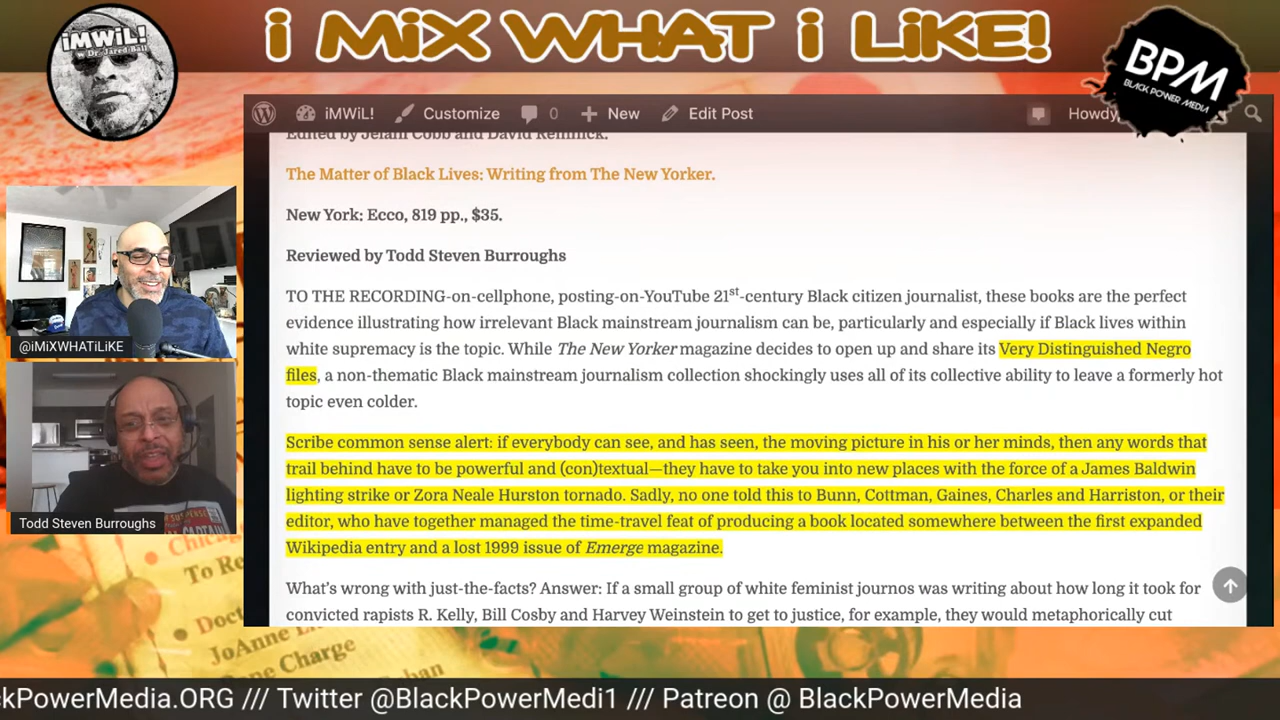 i MiX WHAT i LiKE!
iMWiL!
w Dr. Jared Ball
BPM
BLACK POWER MEDIA
iMWiL! Customize 0 New Edit Post Howdy,
Edited by Jelani Cobb and David Remnick.
The Matter of Black Lives: Writing from The New Yorker.
New York: Ecco, 819 pp., $35.
Reviewed by Todd Steven Burroughs
TO THE RECORDING-on-cellphone, posting-on-YouTube 21st-century Black citizen journalist, these books are the perfect
evidence illustrating how irrelevant Black mainstream journalism can be, particularly and especially if Black lives within
white supremacy is the topic. While The New Yorker magazine decides to open up and share its Very Distinguished Negro
files, a non-thematic Black mainstream journalism collection shockingly uses all of its collective ability to leave a formerly hot
topic even colder.
Scribe common sense alert: if everybody can see, and has seen, the moving picture in his or her minds, then any words that
trail behind have to be powerful and (con)textual—they have to take you into new places with the force of a James Baldwin
lighting strike or Zora Neale Hurston tornado. Sadly, no one told this to Bunn, Cottman, Gaines, Charles and Harriston, or their
editor, who have together managed the time-travel feat of producing a book located somewhere between the first expanded
Wikipedia entry and a lost 1999 issue of Emerge magazine.
What's wrong with just-the-facts? Answer: If a small group of white feminist journos was writing about how long it took for
convicted rapists R. Kelly, Bill Cosby and Harvey Weinstein to get to justice, for example, they would metaphorically cut
@iMiXWHATiLiKE
Todd Steven Burroughs
To Re
Doct
JoAnne
Charge
ckPowerMedia.ORG /// Twitter @BlackPowerMedi1 /// Patreon @ BlackPowerMedia